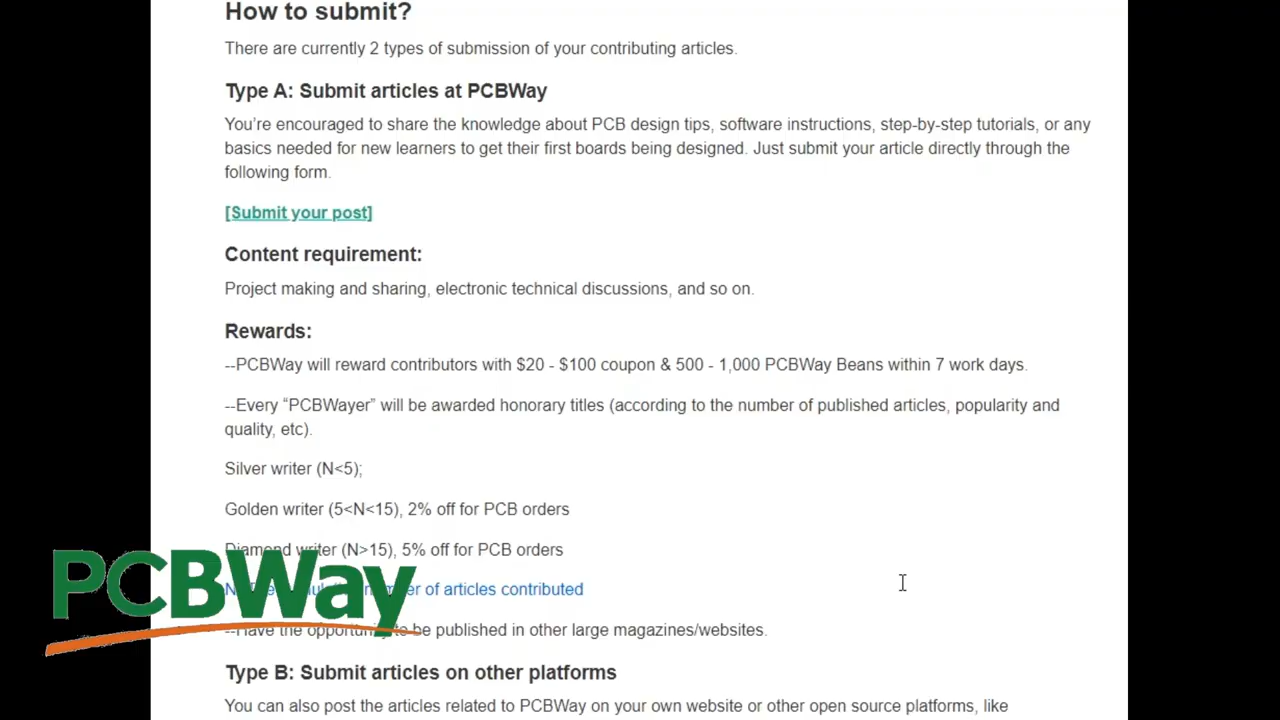 How to submit?
There are currently 2 types of submission of your contributing articles.
Type A: Submit articles at PCBWay
You're encouraged to share the knowledge about PCB design tips, software instructions, step-by-step tutorials, or any
basics needed for new learners to get their first boards being designed. Just submit your article directly through the
following form.
[Submit your post]
Content requirement:
Project making and sharing, electronic technical discussions, and so on.
Rewards:
--PCBWay will reward contributors with $20 - $100 coupon & 500 - 1,000 PCBWay Beans within 7 work days.
--Every “PCBWayer” will be awarded honorary titles (according to the number of published articles, popularity and
quality, etc).
Silver writer (N<5);
Golden writer (5<N<15), 2% off for PCB orders
Diamond writer (N>15), 5% off for PCB orders
PCBWay
of articles contributed
--Have the opportunity to be published in other large magazines/websites.
Type B: Submit articles on other platforms
You can also post the articles related to PCBWay on your own website or other open source platforms, like